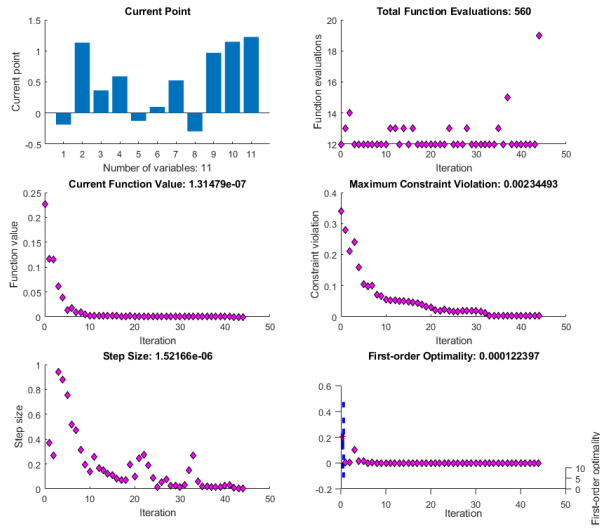 Current Point
1.5
1
0.5
0
-0.5
Current point
1 2 3 4 5 6 7 8 9 10 11
Number of variables: 11
Total Function Evaluations: 560
20
18
16
14
12
Function evaluations
0 10 20 30 40 50
Iteration
Current Function Value: 1.31479e-07
0.25
0.2
0.15
0.1
0.05
0
Function value
0 10 20 30 40 50
Iteration
Maximum Constraint Violation: 0.00234493
0.4
0.3
0.2
0.1
0
Constraint violation
0 10 20 30 40 50
Iteration
Step Size: 1.52166e-06
1
0.8
0.6
0.4
0.2
0
Step size
0 10 20 30 40 50
Iteration
First-order Optimality: 0.000122397
0.6
0.4
0.2
0
-0.2
0 10 20 30 40 50
Iteration
10
5
0
First-order optimality